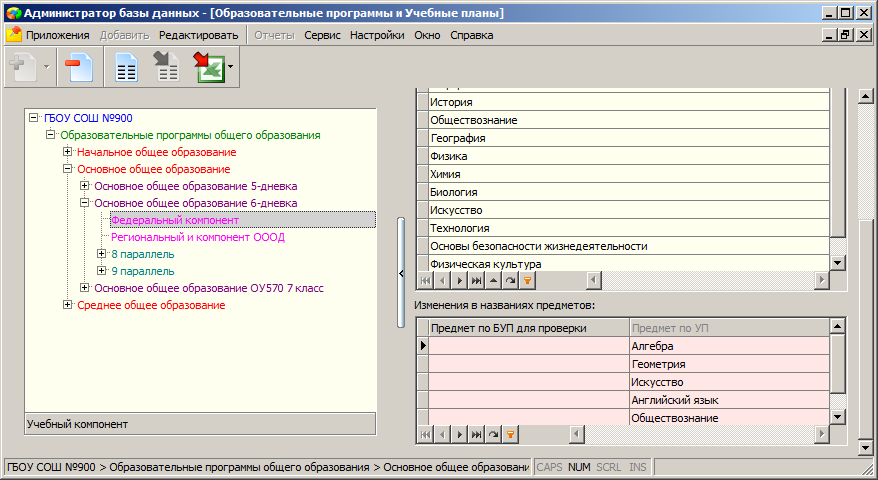 Администратор базы данных - [Образовательные программы и Учебные планы]
Приложения Добавить Редактировать Отчеты Сервис Настройки Окно Справка
ГБОУ СОШ №900
Образовательные программы общего образования
Начальное общее образование
Основное общее образование
Основное общее образование 5-дневка
Основное общее образование 6-дневка
Федеральный компонент
Региональный и компонент ОООД
8 параллель
9 параллель
Основное общее образование ОУ570 7 класс
Среднее общее образование
Учебный компонент
История
Обществознание
География
Физика
Химия
Биология
Искусство
Технология
Основы безопасности жизнедеятельности
Физическая культура
Изменения в названиях предметов:
Предмет по БУП для проверки Предмет по УП
Алгебра
Геометрия
Искусство
Английский язык
Обществознание
ГБОУ СОШ №900 > Образовательные программы общего образования > Основное общее образовани CAPS NUM SCRL INS